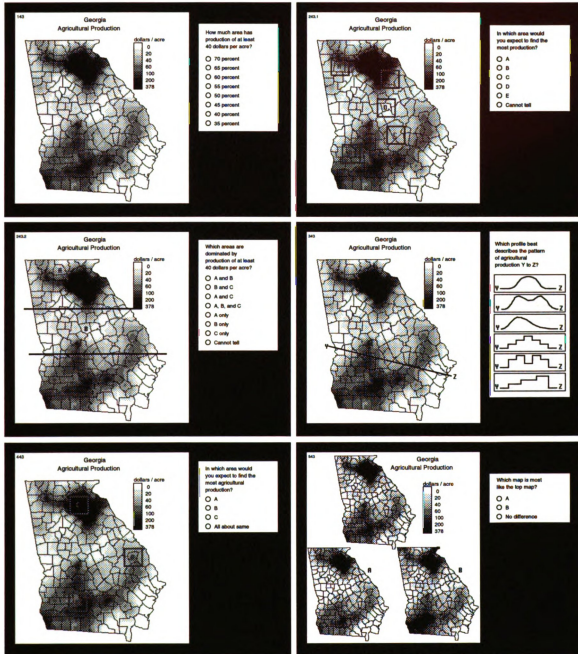 143
Georgia
Agricultural Production
dollars / acre
0
20
40
60
100
200
378
How much area has
production of at least
40 dollars per acre?
70 percent
65 percent
60 percent
55 percent
50 percent
45 percent
40 percent
35 percent
243.1
Georgia
Agricultural Production
dollars / acre
0
20
40
60
100
200
378
In which area would
you expect to find the
most production?
A
B
C
D
E
Cannot tell
Georgia
Agricultural Production
dollars / acre
0
20
40
60
100
200
378
Which areas are
dominated by
production of at least
40 dollars per acre?
A and B
B and C
A and C
A, B, and C
A only
B only
C only
Cannot tell
Georgia
Agricultural Production
dollars / acre
0
20
40
60
100
200
378
Y
Z
Which profile best
describes the pattern
of agricultural
production Y to Z?
Y Z
Y Z
Y Z
Y Z
Y Z
Y Z
443
Georgia
Agricultural Production
dollars / acre
0
20
40
60
100
200
378
In which area would
you expect to find the
most agricultural
production?
A
B
C
All about same
Georgia
Agricultural Production
dollars / acre
0
20
40
60
100
200
378
Which map is most
like the top map?
A
B
No difference